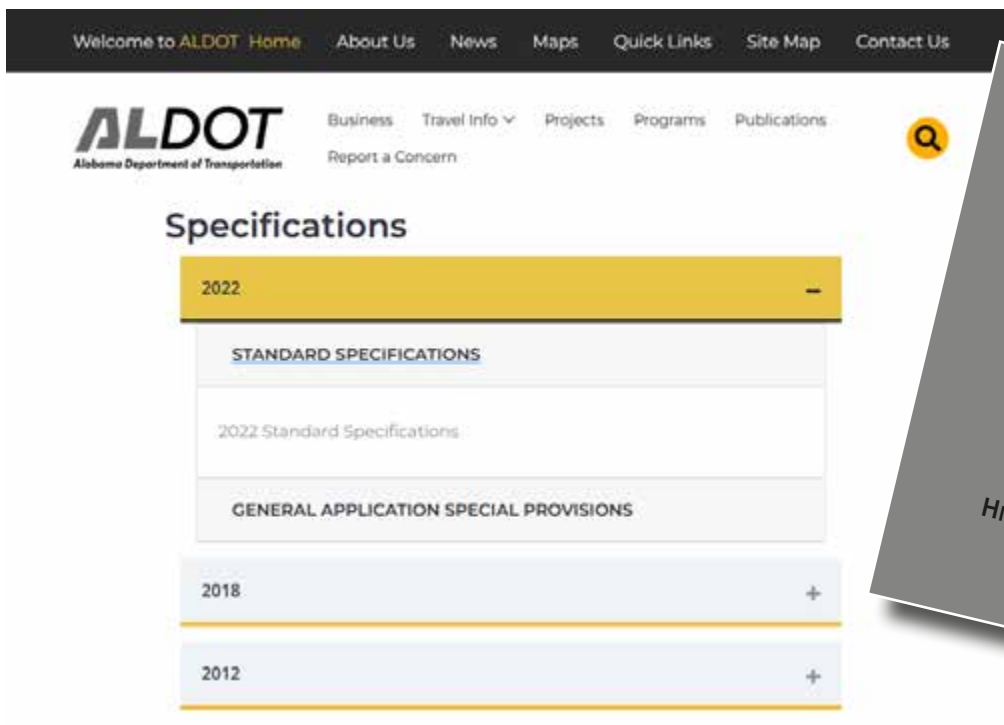 Welcome to ALDOT Home About Us News Maps Quick Links Site Map Contact Us
ALDOT
Alabama Department of Transportation
Business Travel Info Projects Programs Publications
Report a Concern
Specifications
2022
STANDARD SPECIFICATIONS
2022 Standard Specifications
GENERAL APPLICATION SPECIAL PROVISIONS
2018
2012